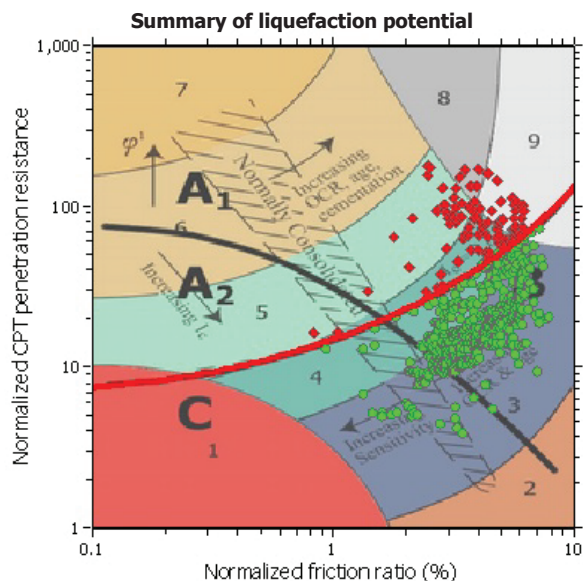 Summary of liquefaction potential
Normalized CPT penetration resistance
1,000
100
10
1
7
8
9
φ'
Increasing
OCR, age,
cementation
Normally Consolidated
A1
6
A2
Increasing Ic
5
B
4
C
1
3
Increasing
Sensitivity
2
0.1
1
10
Normalized friction ratio (%)